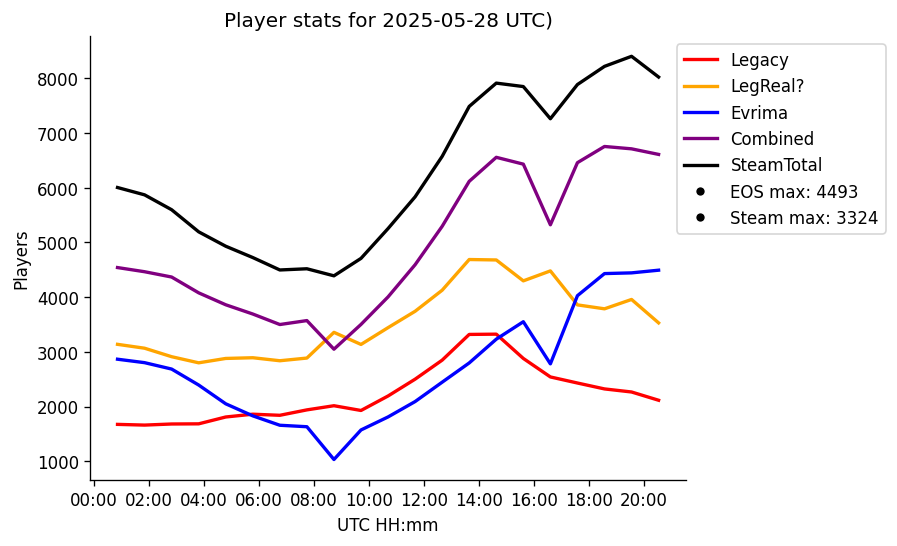 Player stats for 2025-05-28 UTC)
Legacy
LegReal?
Evrima
Combined
SteamTotal
EOS max: 4493
Steam max: 3324
Players
8000
7000
6000
5000
4000
3000
2000
1000
00:00 02:00 04:00 06:00 08:00 10:00 12:00 14:00 16:00 18:00 20:00
UTC HH:mm